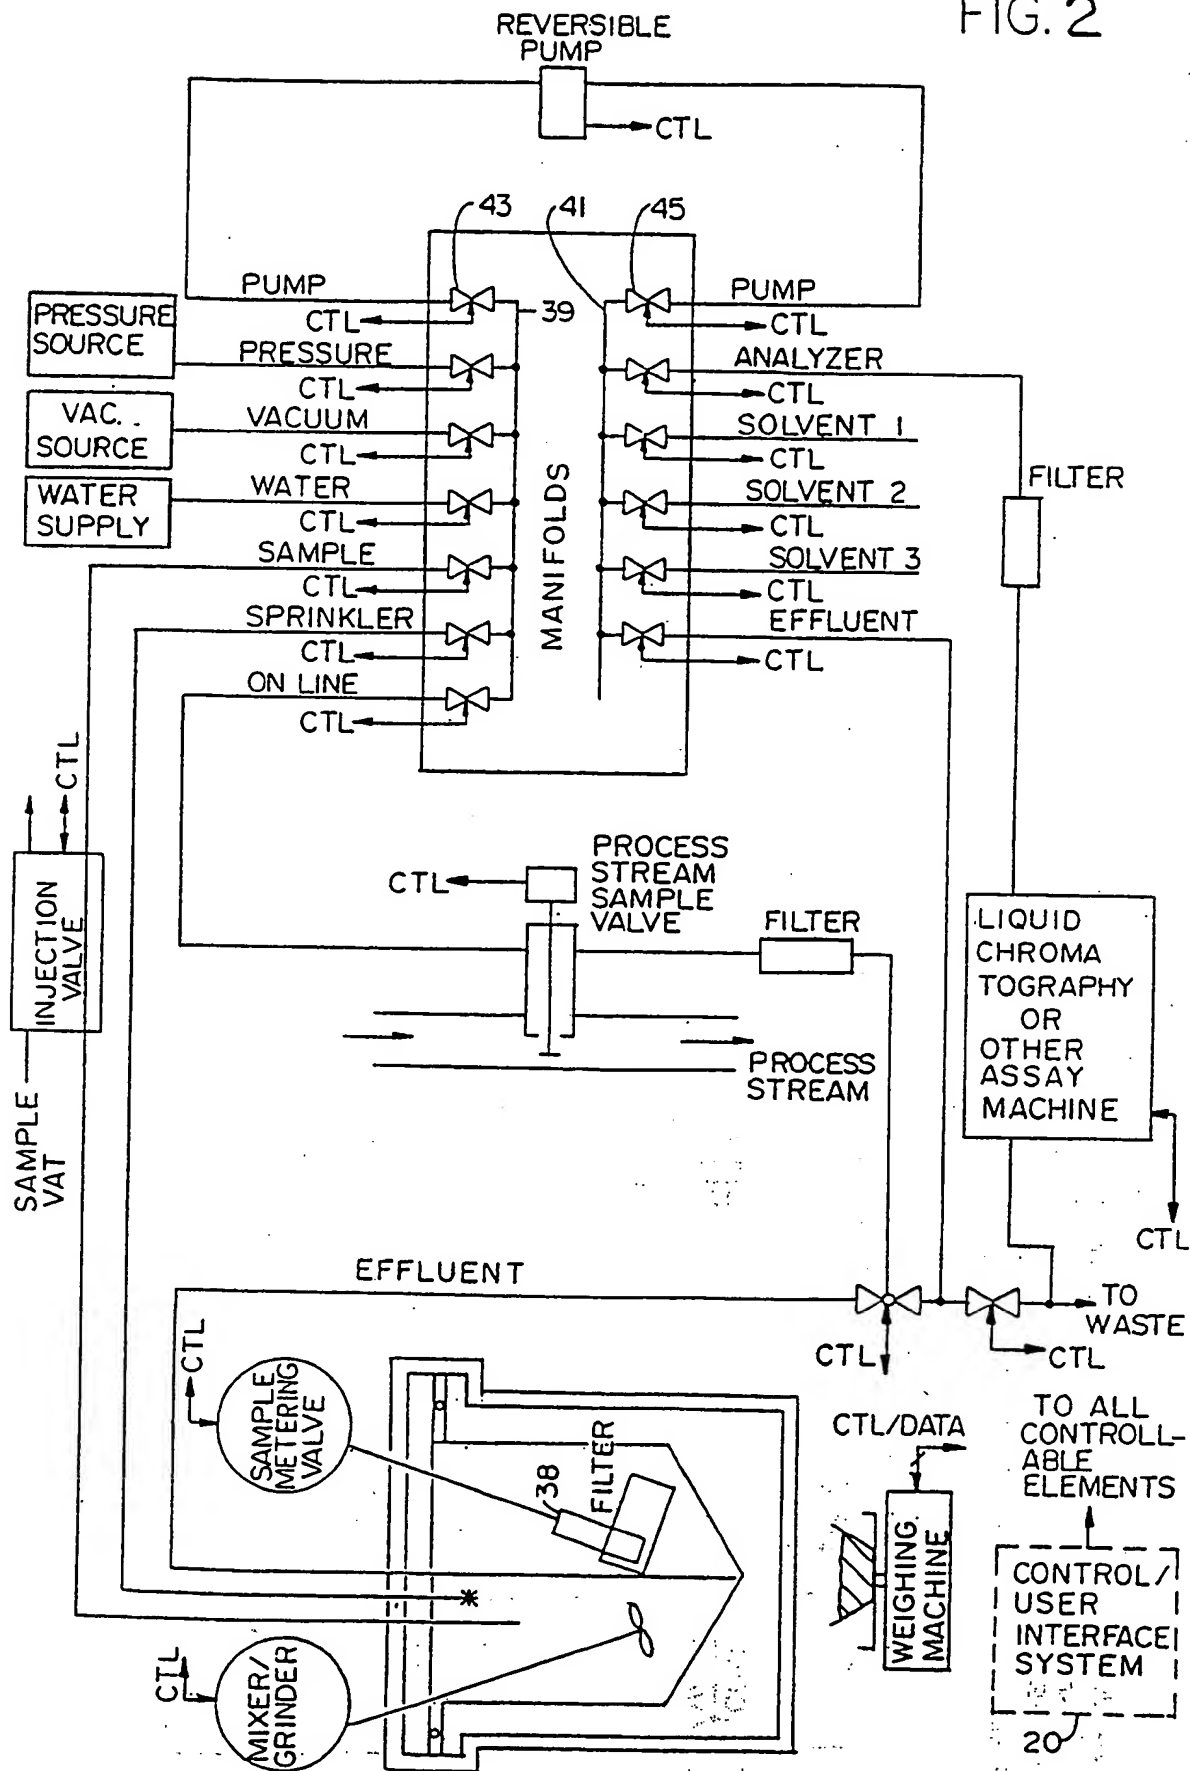 FIG. 2
REVERSIBLE
PUMP
CTL
43
41
45
PUMP
CTL
39
PUMP
CTL
PRESSURE
SOURCE
PRESSURE
CTL
ANALYZER
CTL
VAC.
SOURCE
VACUUM
CTL
SOLVENT 1
CTL
WATER
SUPPLY
WATER
CTL
SOLVENT 2
CTL
FILTER
SAMPLE
CTL
SOLVENT 3
CTL
SPRINKLER
CTL
EFFLUENT
CTL
ON LINE
CTL
MANIFOLDS
CTL
INJECTION
VALVE
SAMPLE
VAT
CTL
PROCESS
STREAM
SAMPLE
VALVE
FILTER
PROCESS
STREAM
LIQUID
CHROMA
TOGRAPHY
OR
OTHER
ASSAY
MACHINE
CTL
EFFLUENT
CTL
TO
WASTE
CTL
CTL
SAMPLE
METERING
VALVE
38
FILTER
CTL
MIXER/
GRINDER
CTL/DATA
WEIGHING
MACHINE
TO ALL
CONTROLL-
ABLE
ELEMENTS
CONTROL/
USER
INTERFACE
SYSTEM
20